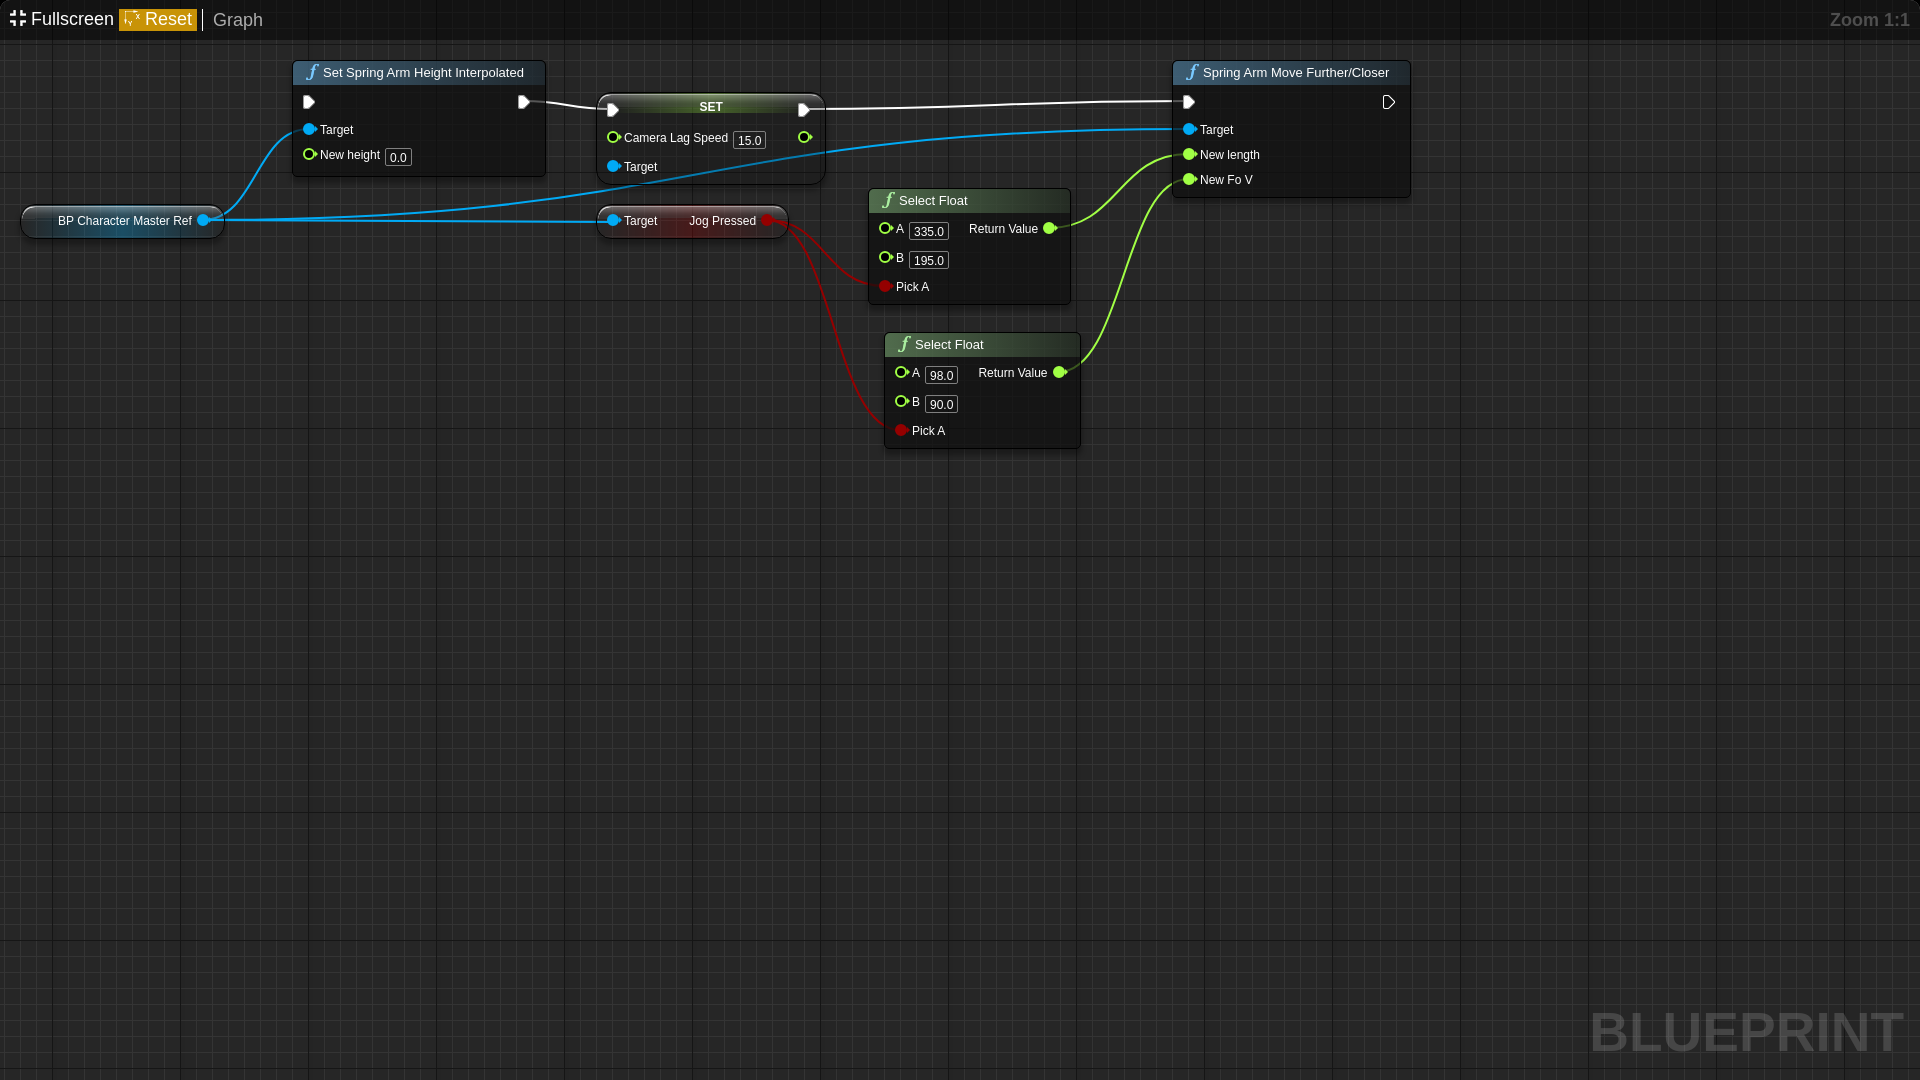 Fullscreen Reset Graph
Zoom 1:1
Set Spring Arm Height Interpolated
Target
New height 0.0
SET
Camera Lag Speed 15.0
Target
Spring Arm Move Further/Closer
Target
New length
New Fo V
BP Character Master Ref
Target Jog Pressed
Select Float
A 335.0 Return Value
B 195.0
Pick A
Select Float
A 98.0 Return Value
B 90.0
Pick A
BLUEPRINT